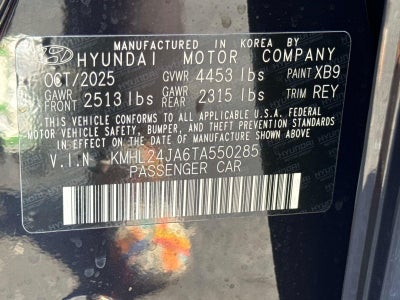 MANUFACTURED IN KOREA BY
HYUNDAI MOTOR COMPANY
OCT/2025 GVWR 4453 lbs PAINT XB9
GAWR FRONT 2513 lbs GAWR REAR 2315 lbs TRIM REY
THIS VEHICLE CONFORMS TO ALL APPLICABLE U.S.A. FEDERAL
MOTOR VEHICLE SAFETY, BUMPER, AND THEFT PREVENTION STANDARDS
IN EFFECT ON THE DATE OF MANUFACTURE SHOWN ABOVE.
V.I.N KMHL24JA6TA550285
PASSENGER CAR